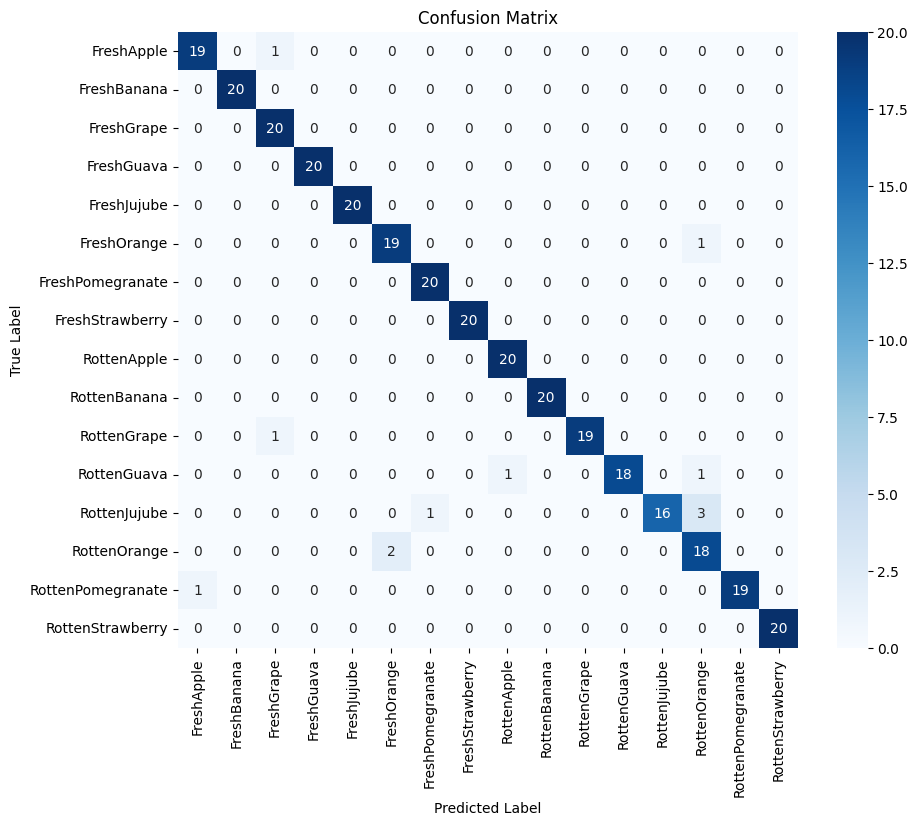 Confusion Matrix
True Label
FreshApple 19 0 1 0 0 0 0 0 0 0 0 0 0 0 0 0
FreshBanana 0 20 0 0 0 0 0 0 0 0 0 0 0 0 0 0
FreshGrape 0 0 20 0 0 0 0 0 0 0 0 0 0 0 0 0
FreshGuava 0 0 0 20 0 0 0 0 0 0 0 0 0 0 0 0
FreshJujube 0 0 0 0 20 0 0 0 0 0 0 0 0 0 0 0
FreshOrange 0 0 0 0 0 19 0 0 0 0 0 0 0 1 0 0
FreshPomegranate 0 0 0 0 0 0 20 0 0 0 0 0 0 0 0 0
FreshStrawberry 0 0 0 0 0 0 0 20 0 0 0 0 0 0 0 0
RottenApple 0 0 0 0 0 0 0 0 20 0 0 0 0 0 0 0
RottenBanana 0 0 0 0 0 0 0 0 0 20 0 0 0 0 0 0
RottenGrape 0 0 1 0 0 0 0 0 0 0 19 0 0 0 0 0
RottenGuava 0 0 0 0 0 0 0 0 1 0 0 18 0 1 0 0
RottenJujube 0 0 0 0 0 0 1 0 0 0 0 0 16 3 0 0
RottenOrange 0 0 0 0 0 2 0 0 0 0 0 0 0 18 0 0
RottenPomegranate 1 0 0 0 0 0 0 0 0 0 0 0 0 0 19 0
RottenStrawberry 0 0 0 0 0 0 0 0 0 0 0 0 0 0 0 20
FreshApple
FreshBanana
FreshGrape
FreshGuava
FreshJujube
FreshOrange
FreshPomegranate
FreshStrawberry
RottenApple
RottenBanana
RottenGrape
RottenGuava
RottenJujube
RottenOrange
RottenPomegranate
RottenStrawberry
Predicted Label
20.0
17.5
15.0
12.5
10.0
7.5
5.0
2.5
0.0